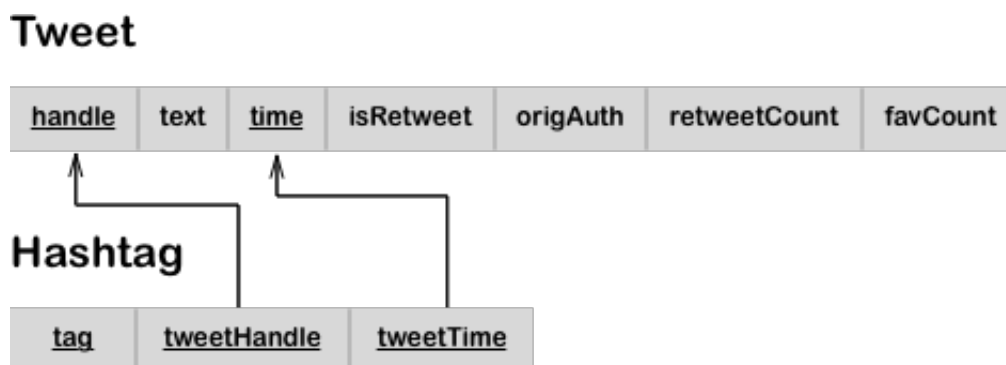 Tweet
handle text time isRetweet origAuth retweetCount favCount
Hashtag
tag tweetHandle tweetTime